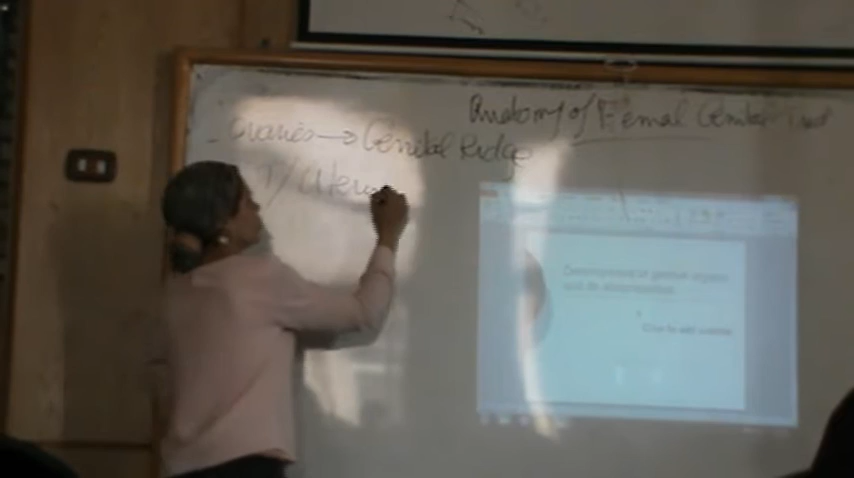 Anatomy of Femal Genital Tract
- Ovaries → Genital Ridge
T / Uteru
Development of genital organs
and its abnormalities
Click to add subtitle